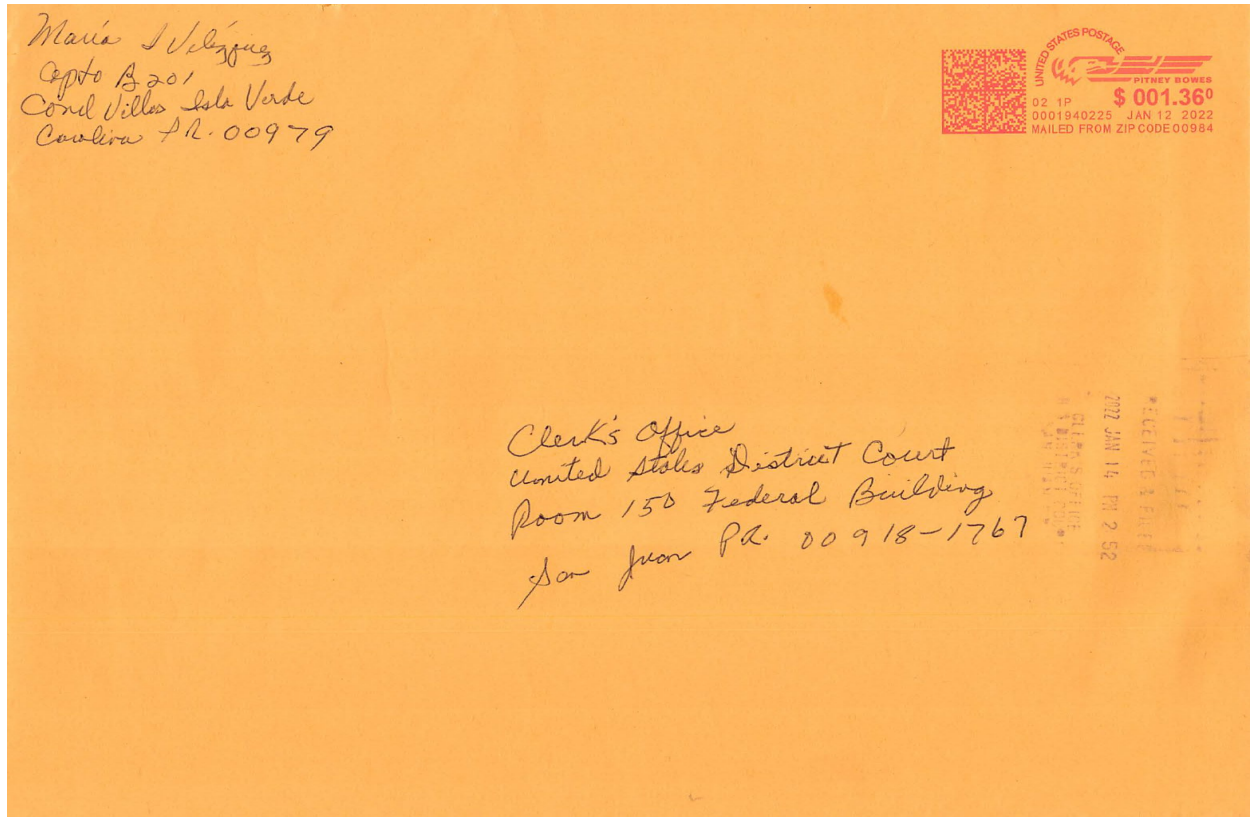 María I Velázquez
Apto B 201
Cond Villas Isla Verde
Carolina PR. 00979
UNITED STATES POSTAGE
PITNEY BOWES
02 1P $ 001.36⁰
0001940225 JAN 12 2022
MAILED FROM ZIP CODE 00984
Clerk's Office
United States District Court
Room 150 Federal Building
San Juan PR. 00918-1767
RECEIVED & FILED
2022 JAN 14 PM 2 52
CLERK'S OFFICE